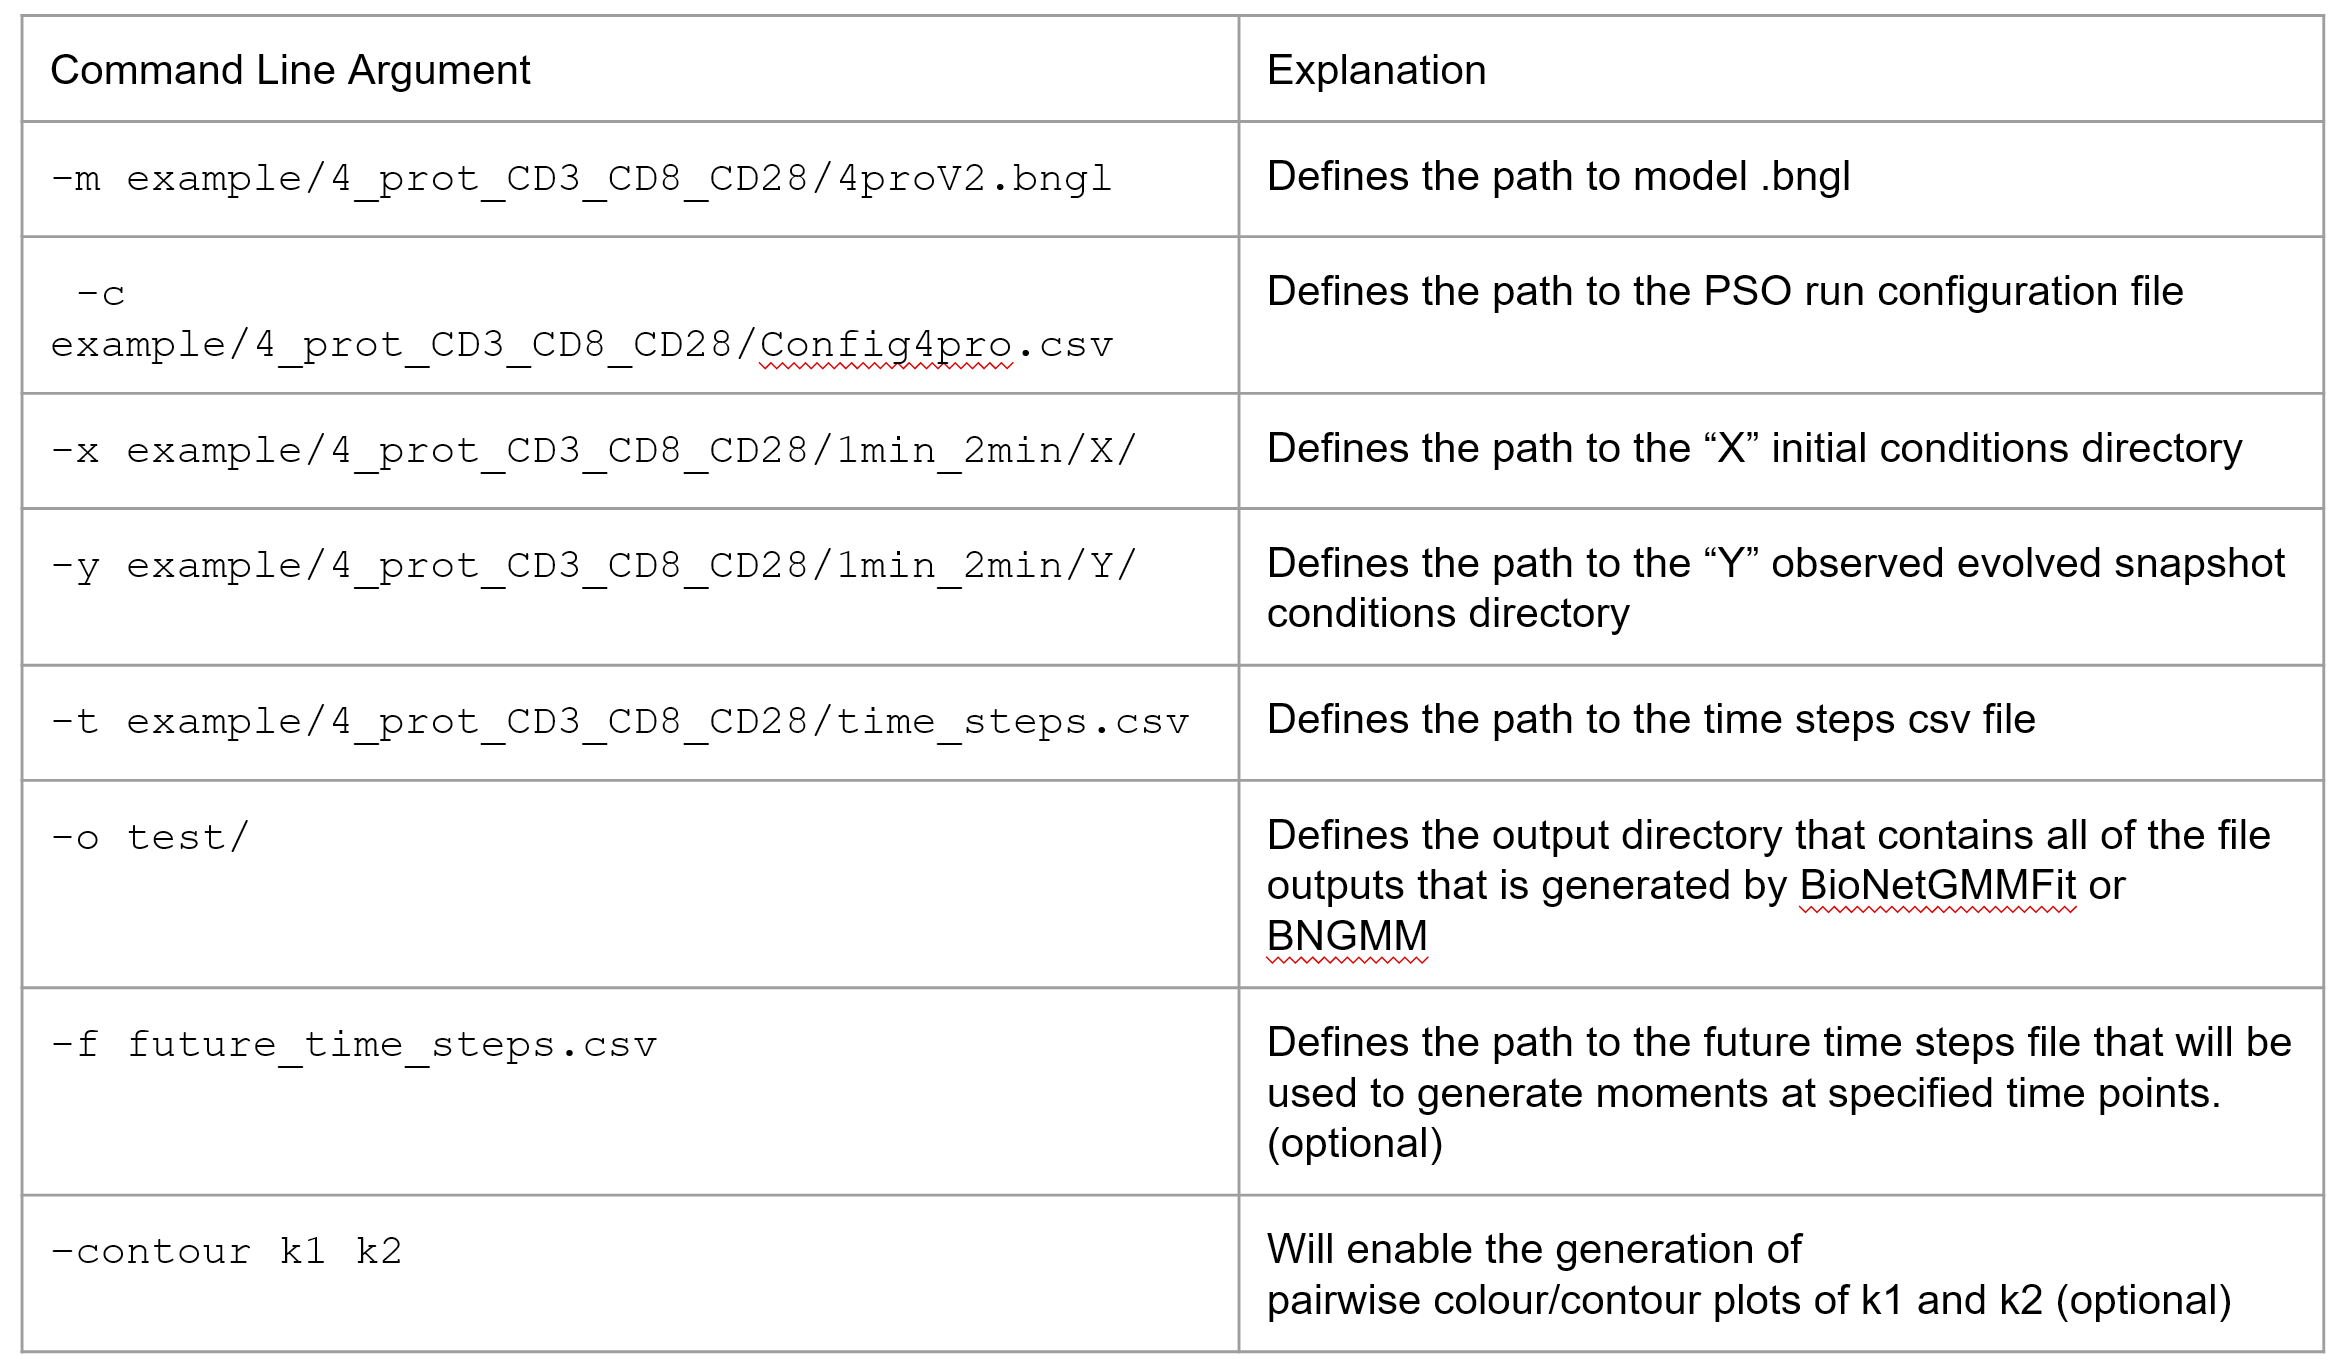 Command Line Argument
Explanation
-m example/4_prot_CD3_CD8_CD28/4proV2.bngl
Defines the path to model .bngl
-c
example/4_prot_CD3_CD8_CD28/Config4pro.csv
Defines the path to the PSO run configuration file
-x example/4_prot_CD3_CD8_CD28/1min_2min/X/
Defines the path to the “X” initial conditions directory
-y example/4_prot_CD3_CD8_CD28/1min_2min/Y/
Defines the path to the “Y” observed evolved snapshot
conditions directory
-t example/4_prot_CD3_CD8_CD28/time_steps.csv
Defines the path to the time steps csv file
-o test/
Defines the output directory that contains all of the file
outputs that is generated by BioNetGMMFit or
BNGMM
-f future_time_steps.csv
Defines the path to the future time steps file that will be
used to generate moments at specified time points.
(optional)
-contour k1 k2
Will enable the generation of
pairwise colour/contour plots of k1 and k2 (optional)